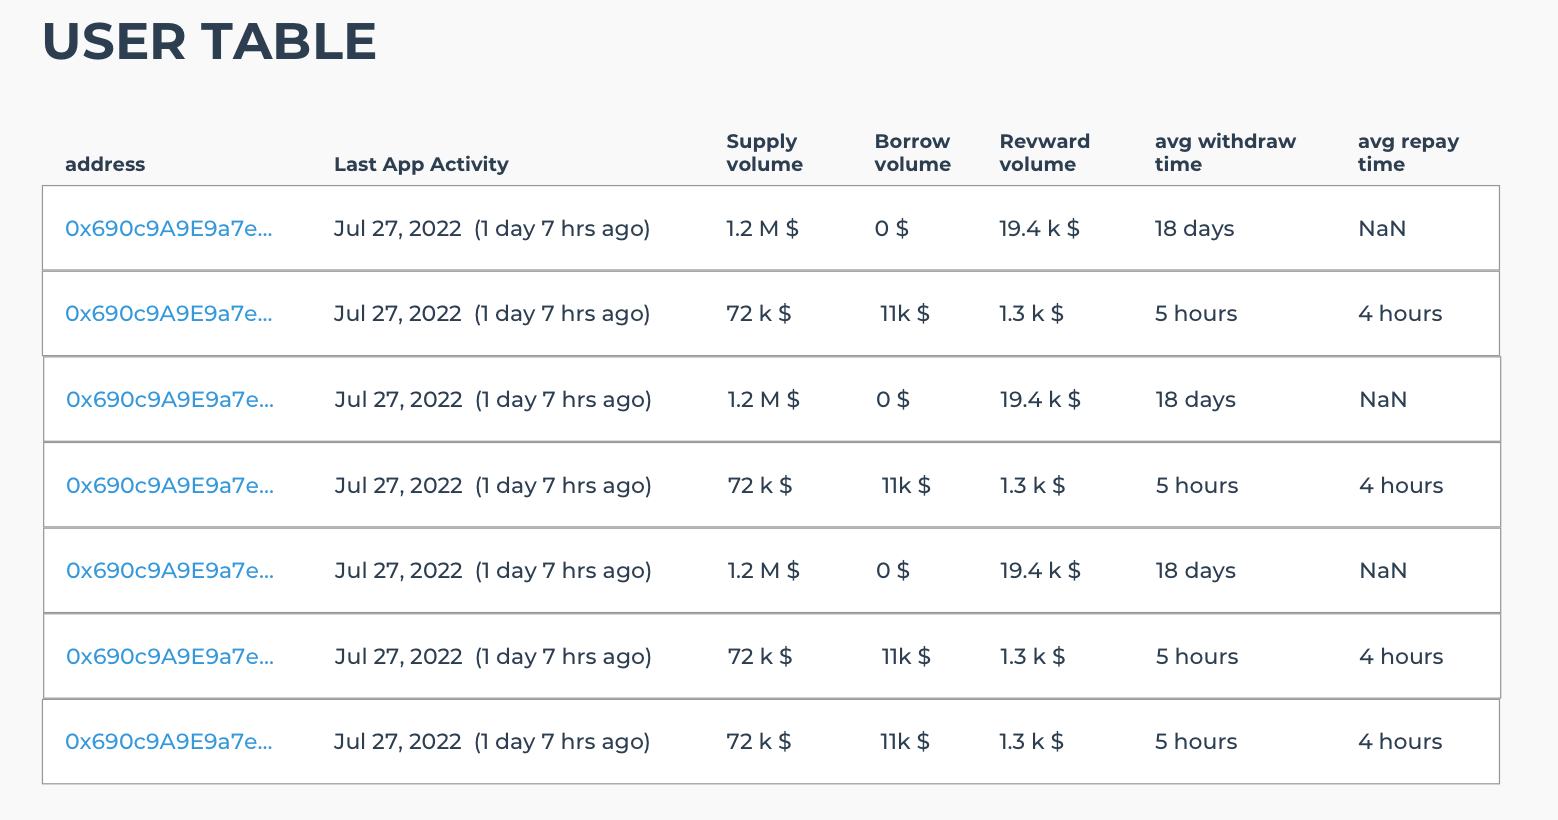 USER TABLE
address Last App Activity Supply volume Borrow volume Revward volume avg withdraw time avg repay time
0x690c9A9E9a7e... Jul 27, 2022 (1 day 7 hrs ago) 1.2 M $ 0 $ 19.4 k $ 18 days NaN
0x690c9A9E9a7e... Jul 27, 2022 (1 day 7 hrs ago) 72 k $ 11k $ 1.3 k $ 5 hours 4 hours
0x690c9A9E9a7e... Jul 27, 2022 (1 day 7 hrs ago) 1.2 M $ 0 $ 19.4 k $ 18 days NaN
0x690c9A9E9a7e... Jul 27, 2022 (1 day 7 hrs ago) 72 k $ 11k $ 1.3 k $ 5 hours 4 hours
0x690c9A9E9a7e... Jul 27, 2022 (1 day 7 hrs ago) 1.2 M $ 0 $ 19.4 k $ 18 days NaN
0x690c9A9E9a7e... Jul 27, 2022 (1 day 7 hrs ago) 72 k $ 11k $ 1.3 k $ 5 hours 4 hours
0x690c9A9E9a7e... Jul 27, 2022 (1 day 7 hrs ago) 72 k $ 11k $ 1.3 k $ 5 hours 4 hours